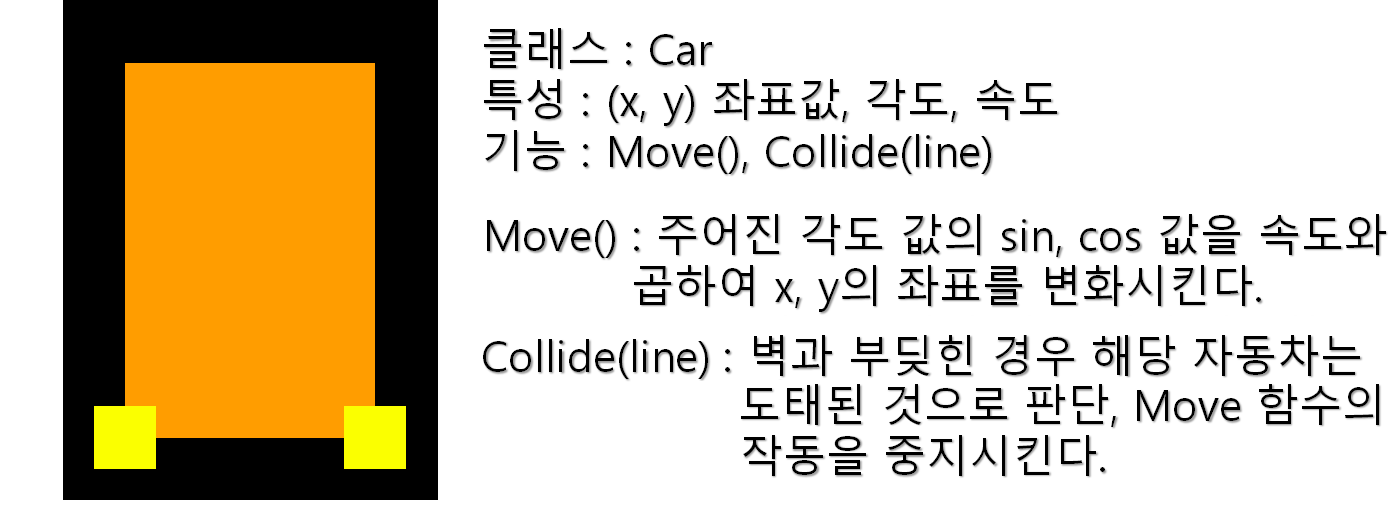 클래스 : Car
특성 : (x, y) 좌표값, 각도, 속도
기능 : Move(), Collide(line)
Move() : 주어진 각도 값의 sin, cos 값을 속도와
곱하여 x, y의 좌표를 변화시킨다.
Collide(line) : 벽과 부딪힌 경우 해당 자동차는
도태된 것으로 판단, Move 함수의
작동을 중지시킨다.